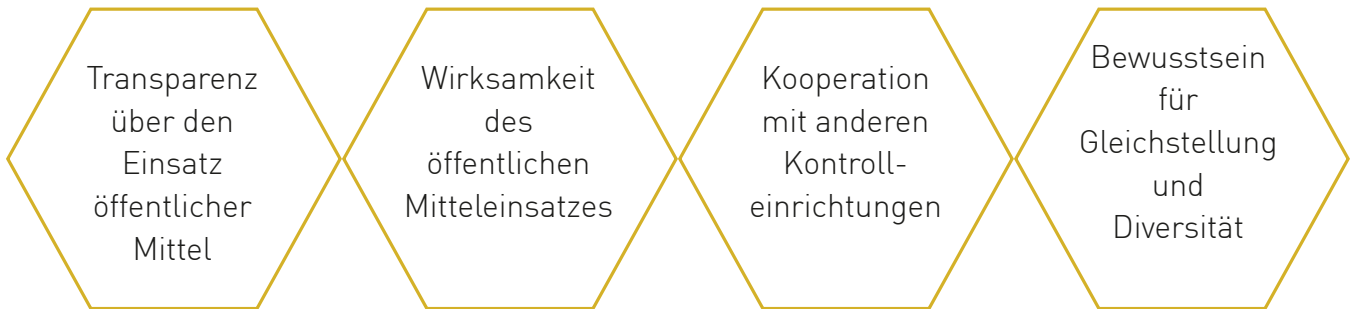 Transparenz
über den
Einsatz
öffentlicher
Mittel
Wirksamkeit
des
öffentlichen
Mitteleinsatzes
Kooperation
mit anderen
Kontroll-
einrichtungen
Bewusstsein
für
Gleichstellung
und
Diversität